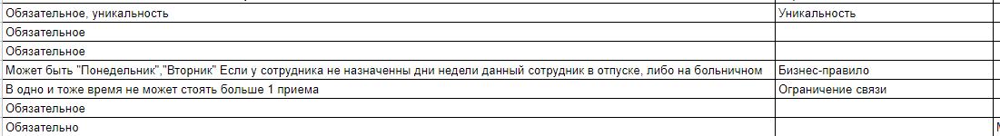 Обязательное, уникальность Уникальность
Обязательное
Обязательное
Может быть "Понедельник","Вторник" Если у сотрудника не назначенны дни недели данный сотрудник в отпуске, либо на больничном Бизнес-правило
В одно и тоже время не может стоять больше 1 приема Ограничение связи
Обязательное
Обязательно